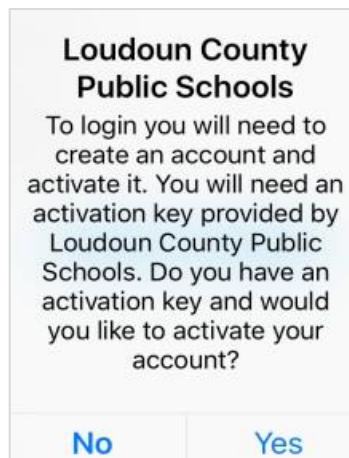 Loudoun County
Public Schools
To login you will need to
create an account and
activate it. You will need an
activation key provided by
Loudoun County Public
Schools. Do you have an
activation key and would
you like to activate your
account?
No
Yes